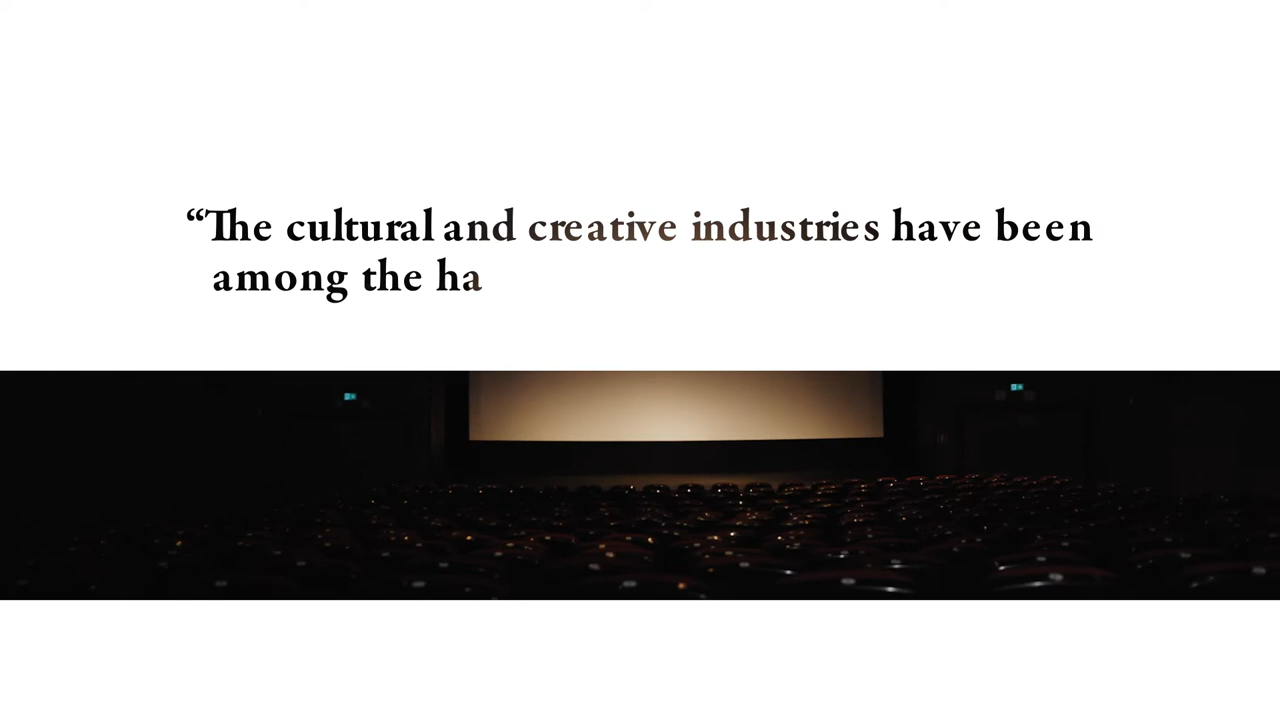 “The cultural and creative industries have been
among the ha